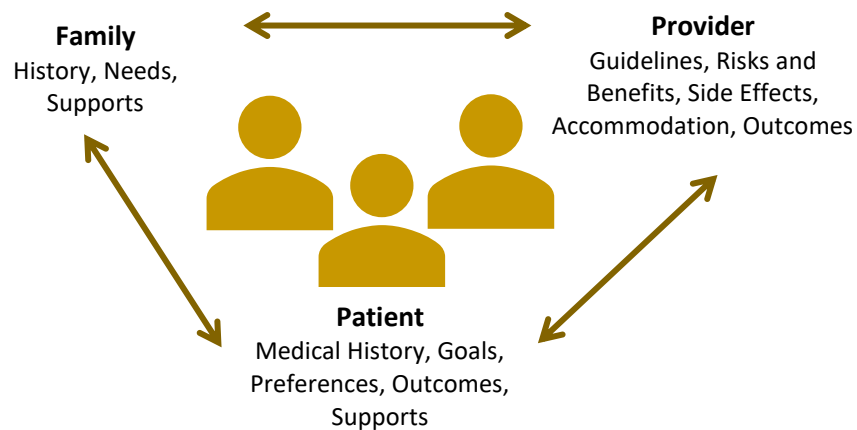 Family
History, Needs,
Supports
Provider
Guidelines, Risks and
Benefits, Side Effects,
Accommodation, Outcomes
Patient
Medical History, Goals,
Preferences, Outcomes,
Supports